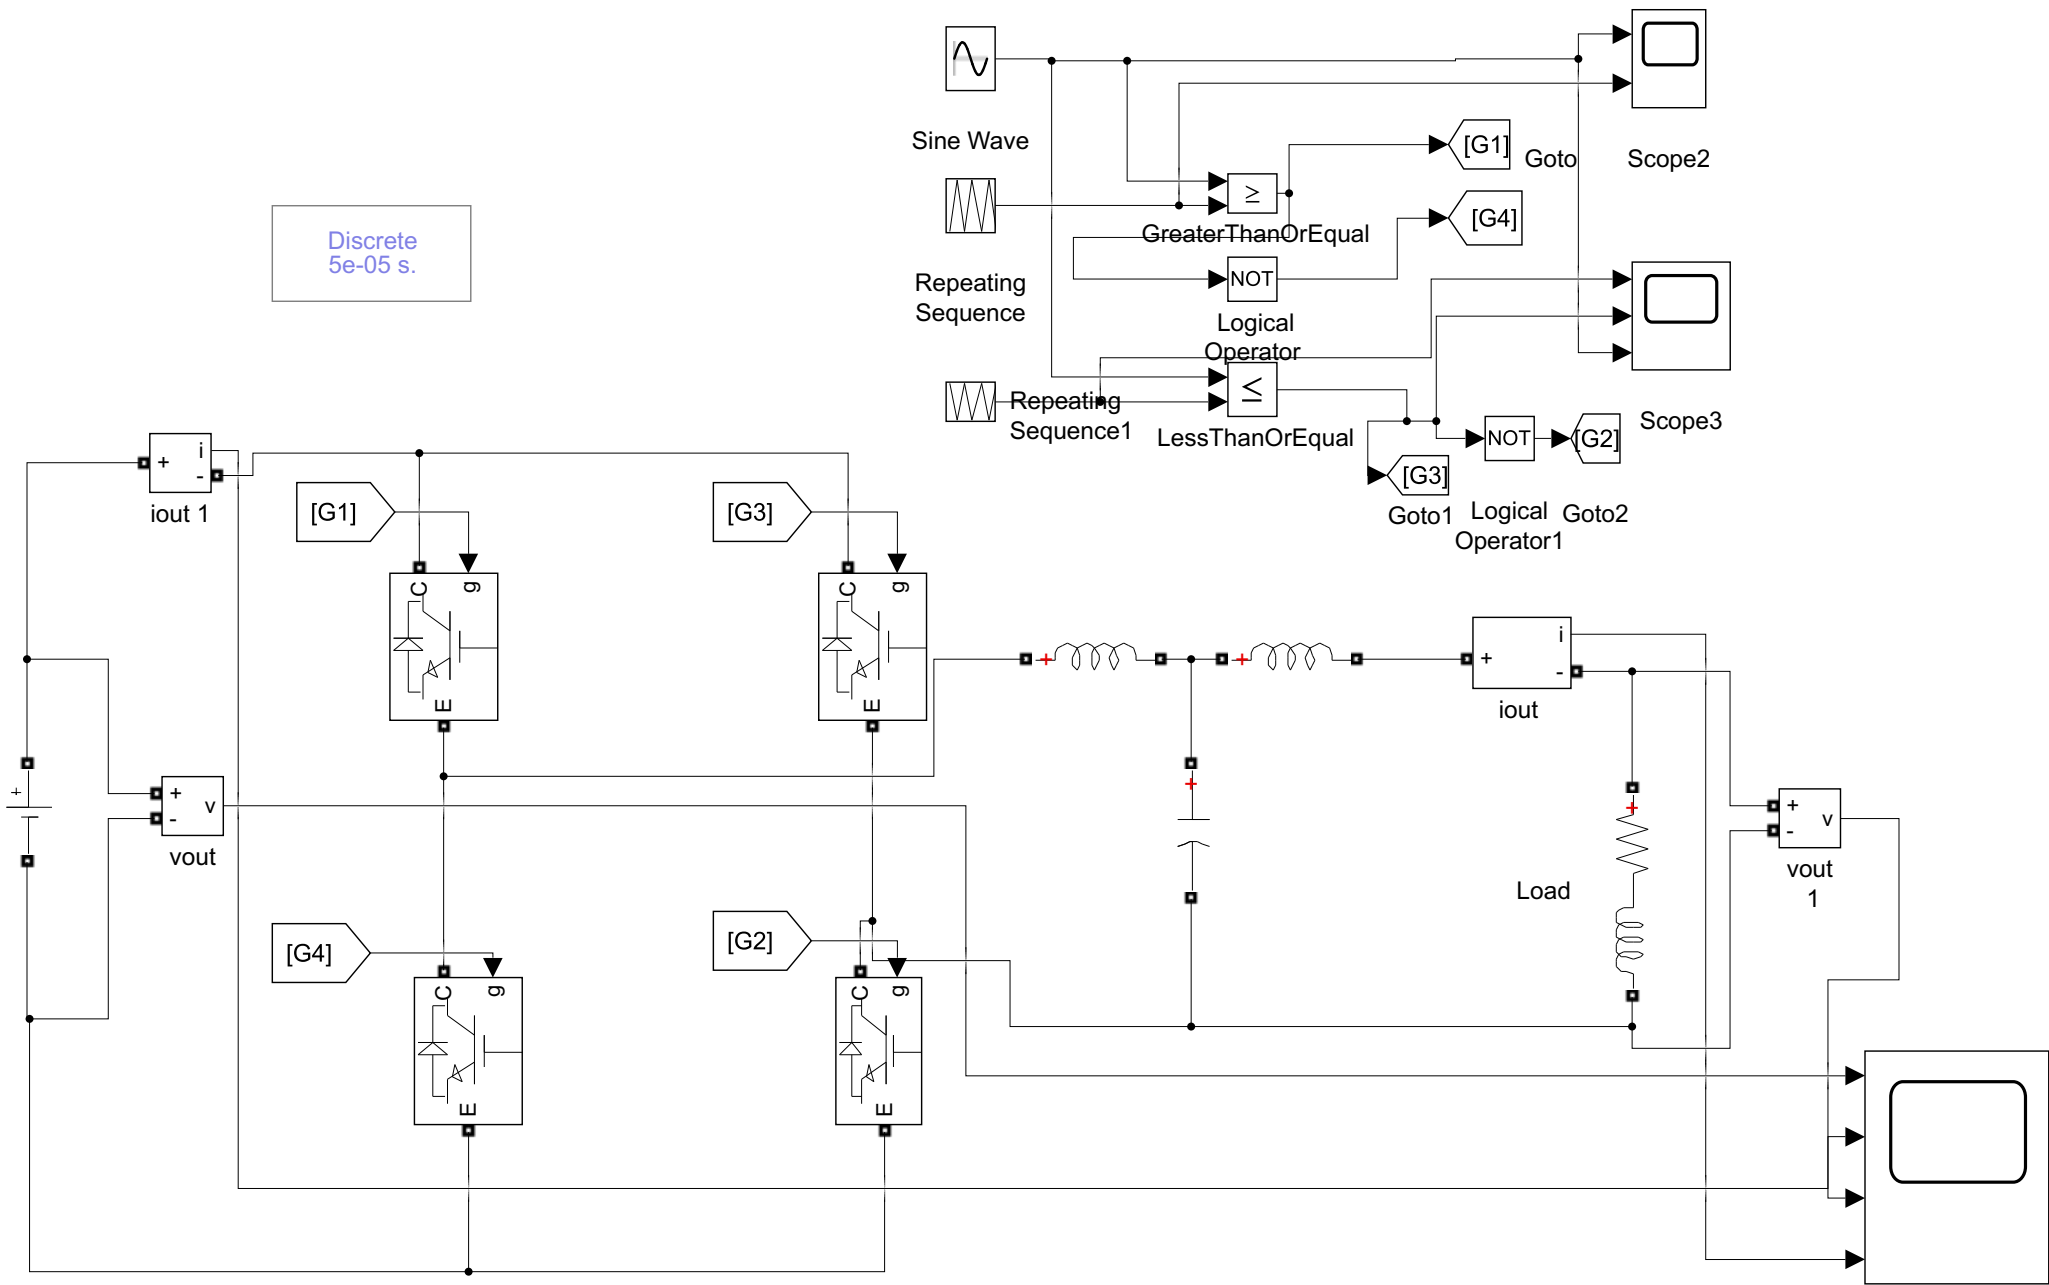 Sine Wave
[G1]
Goto
Scope2
≥
GreaterThanOrEqual
[G4]
Discrete
5e-05 s.
Repeating
Sequence
NOT
Logical
Operator
≤
Repeating
Sequence1
LessThanOrEqual
NOT
[G2]
Scope3
[G3]
Goto1
Logical
Operator1
Goto2
+
i
-
iout 1
[G1]
[G3]
C
g
E
C
g
E
+
+
+
i
-
iout
+
+
-
v
vout
+
+
+
-
v
vout
1
Load
[G4]
[G2]
C
g
E
C
g
E